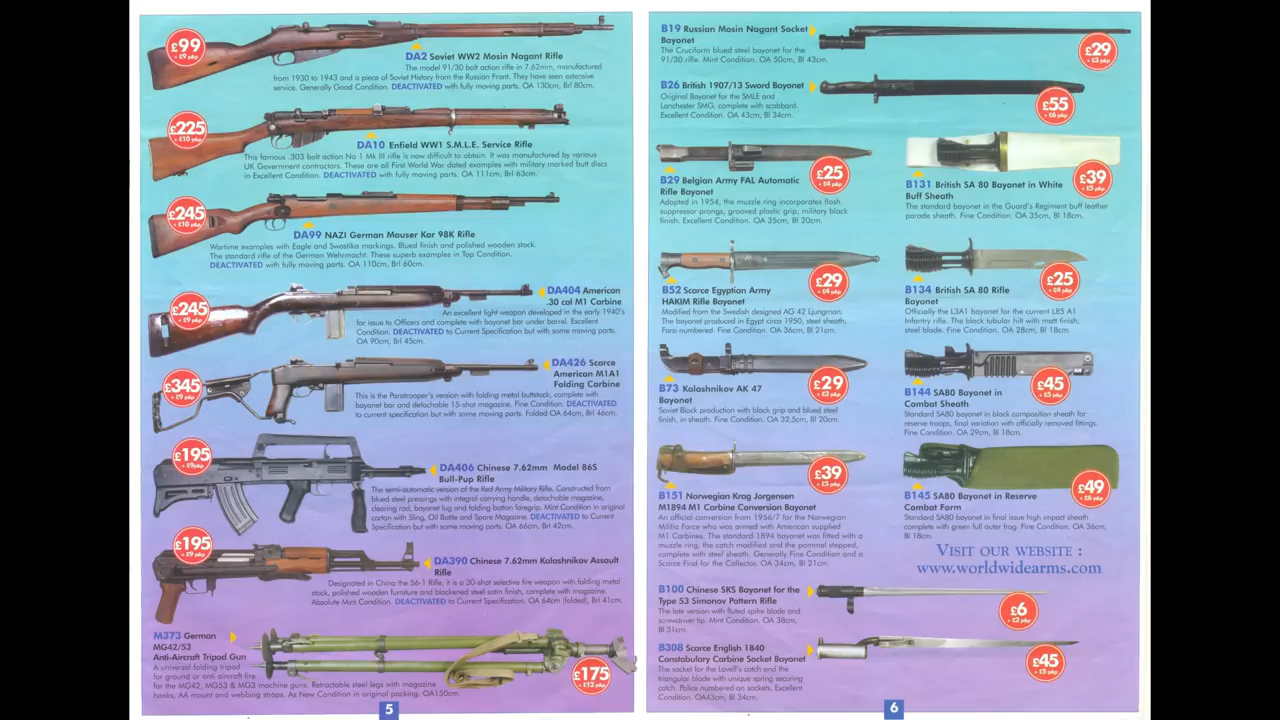 £99
+ £9 p&p
DA2 Soviet WW2 Mosin Nagant Rifle
The model 91/30 bolt action rifle in 7.62mm, manufactured
from 1930 to 1943 and a piece of Soviet History from the Russian Front. They have seen extensive
service. Generally Good Condition. DEACTIVATED with fully moving parts. OA 130cm, Brl 80cm.
£225
+ £10 p&p
DA10 Enfield WW1 S.M.L.E. Service Rifle
This famous .303 bolt action No 1 Mk III rifle is now difficult to obtain. It was manufactured by various
UK Government contractors. These are all First World War dated examples with military marked butt discs
in Excellent Condition. DEACTIVATED with fully moving parts. OA 111cm, Brl 63cm.
£245
+ £10 p&p
DA99 NAZI German Mauser Kar 98K Rifle
Wartime examples with Eagle and Swastika markings. Blued finish and polished wooden stock.
The standard rifle of the German Wehrmacht. These superb examples in Top Condition.
DEACTIVATED with fully moving parts. OA 110cm, Brl 60cm.
£245
+ £9 p&p
DA404 American
.30 cal M1 Carbine
An excellent light weapon developed in the early 1940's
for issue to Officers and complete with bayonet bar under barrel. Excellent
Condition. DEACTIVATED to Current Specification but with some moving parts.
OA 90cm, Brl 45cm.
£345
+ £9 p&p
DA426 Scarce
American M1A1
Folding Carbine
This is the Paratrooper's version with folding metal buttstock, complete with
bayonet bar and detachable 15-shot magazine. Fine Condition. DEACTIVATED
to current specification but with some moving parts. Folded OA 64cm, Brl 46cm.
£195
+ £9p&p
DA406 Chinese 7.62mm Model 86S
Bull-Pup Rifle
The semi-automatic version of the Red Army Military Rifle. Constructed from
blued steel pressings with integral carrying handle, detachable magazine,
clearing rod, bayonet lug and folding batton foregrip. Mint Condition in original
carton with Sling, Oil Bottle and Spare Magazine. DEACTIVATED to Current
Specification but with some moving parts. OA 66cm, Brl 42cm.
£195
+ £9 p&p
DA390 Chinese 7.62mm Kalashnikov Assault
Rifle
Designated in China the 56-1 Rifle, it is a 30-shot selective fire weapon with folding metal
stock, polished wooden furniture and blackened steel satin finish, complete with magazine.
Absolute Mint Condition. DEACTIVATED to Current Specification. OA 64cm (folded), Brl 41cm.
M373 German
MG42/53
Anti-Aircraft Tripod Gun
A universal folding tripod
for ground or anti aircraft fire
for the MG42, MG53 & MG3 machine guns. Retractable steel legs with magazine
hooks, AA mount and webbing straps. As New Condition in original packing. OA150cm.
£175
+ £12 p&p
5
B19 Russian Mosin Nagant Socket
Bayonet
The Cruciform blued steel bayonet for the
91/30 rifle. Mint Condition. OA 50cm, Bl 43cm.
£29
+ £3 p&p
B26 British 1907/13 Sword Bayonet
Original Bayonet for the SMLE and
Lanchester SMG, complete with scabbard.
Excellent Condition. OA 43cm, Bl 34cm.
£55
+ £6 p&p
£25
+ £4 p&p
B29 Belgian Army FAL Automatic
Rifle Bayonet
Adopted in 1954, the muzzle ring incorporates flash
suppressor prongs, grooved plastic grip, military black
finish. Excellent Condition. OA 35cm, Bl 20cm.
£39
+ £5 p&p
B131 British SA 80 Bayonet in White
Buff Sheath
The standard bayonet in the Guard's Regiment buff leather
parade sheath. Fine Condition. OA 35cm, Bl 18cm.
£29
+ £4 p&p
B52 Scarce Egyptian Army
HAKIM Rifle Bayonet
Modified from the Swedish designed AG 42 Ljungman.
The bayonet produced in Egypt circa 1950, steel sheath,
Farsi numbered. Fine Condition. OA 36cm, Bl 21cm.
£25
+ £4 p&p
B134 British SA 80 Rifle
Bayonet
Officially the L3A1 bayonet for the current L85 A1
Infantry rifle. The black tubular hilt with matt finish,
steel blade. Fine Condition. OA 28cm, Bl 18cm.
£29
+ £3 p&p
B73 Kalashnikov AK 47
Bayonet
Soviet Block production with black grip and blued steel
finish, in sheath. Fine Condition. OA 32.5cm, Bl 20cm.
£45
+ £5 p&p
B144 SA80 Bayonet in
Combat Sheath
Standard SA80 bayonet in black composition sheath for
reserve troops, final variation with officially removed fittings.
Fine Condition. OA 29cm, Bl 18cm.
£39
+ £5 p&p
B151 Norwegian Krag Jorgensen
M1894 M1 Carbine Conversion Bayonet
An official conversion from 1956/7 for the Norwegian
Militia Force who was armed with American supplied
M1 Carbines. The standard 1894 bayonet was fitted with a
muzzle ring, the catch modified and the pommel stepped,
complete with steel sheath. Generally Fine Condition and a
Scarce Find for the Collector. OA 34cm, Bl 21cm.
£49
+ £6 p&p
B145 SA80 Bayonet in Reserve
Combat Form
Standard SA80 bayonet in final issue high impact sheath
complete with green full outer frog. Fine Condition. OA 36cm,
Bl 18cm.
VISIT OUR WEBSITE :
www.worldwidearms.com
B100 Chinese SKS Bayonet for the
Type 53 Simonov Pattern Rifle
The late version with fluted spike blade and
screwdriver tip. Mint Condition. OA 38cm,
Bl 31cm.
£6
+ £2 p&p
B308 Scarce English 1840
Constabulary Carbine Socket Bayonet
The socket for the Lovell's catch and the
triangular blade with unique spring securing
catch. Police numbered on sockets. Excellent
Condition. OA43cm, Bl 34cm.
£45
+ £5 p&p
6